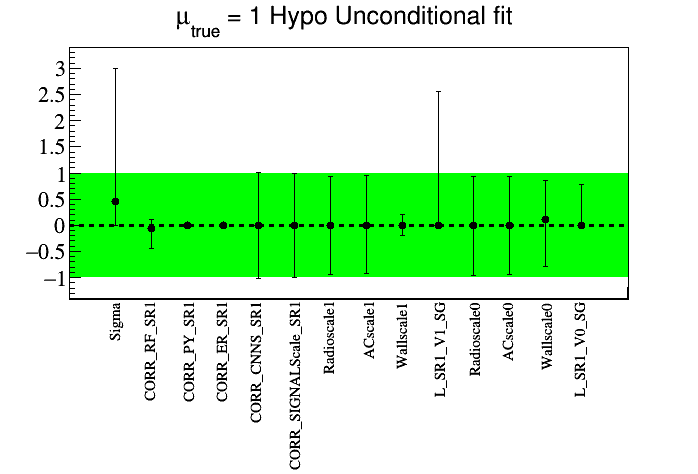 μtrue = 1 Hypo Unconditional fit
3
2.5
2
1.5
1
0.5
0
−0.5
−1
Sigma
CORR_RF_SR1
CORR_PY_SR1
CORR_ER_SR1
CORR_CNNS_SR1
CORR_SIGNALScale_SR1
Radioscale1
ACscale1
Wallscale1
L_SR1_V1_SG
Radioscale0
ACscale0
Wallscale0
L_SR1_V0_SG